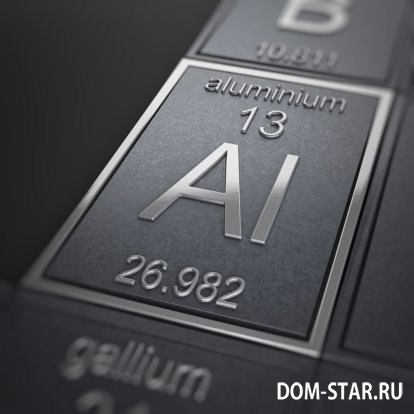 B
10.811
aluminium
13
Al
26.982
gallium
DOM-STAR.RU